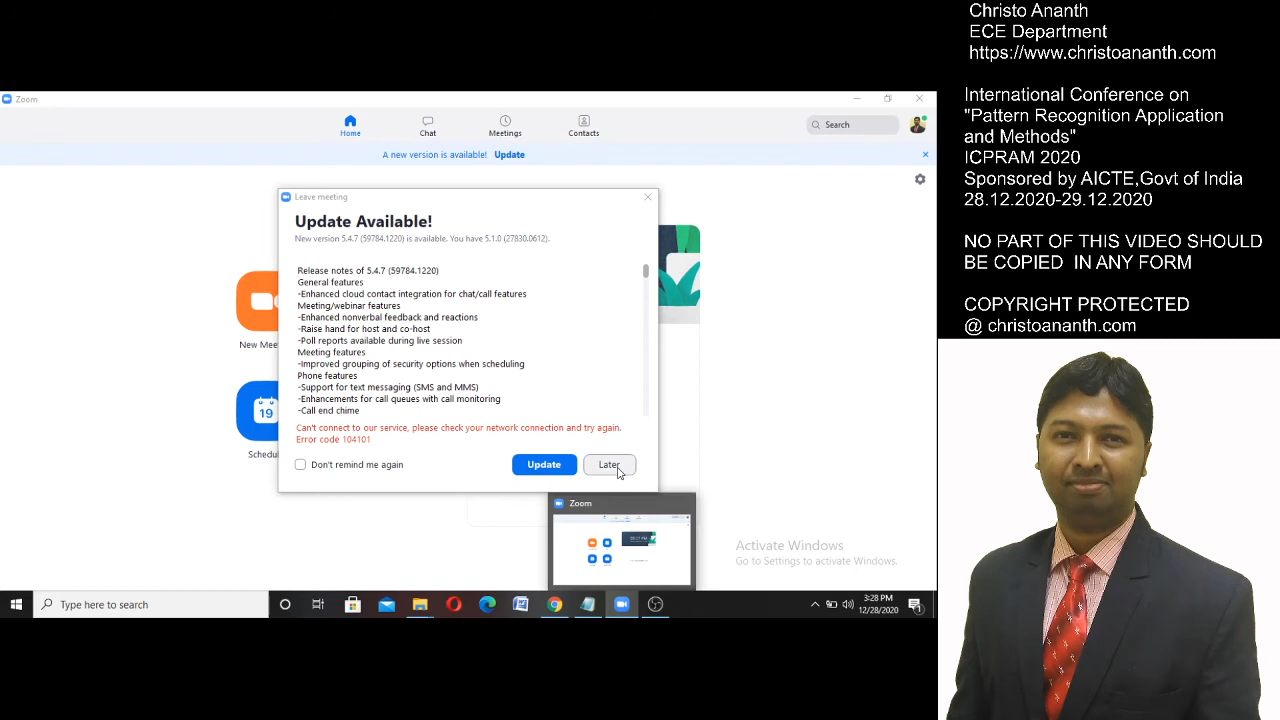 Zoom
Home
Chat
Meetings
Contacts
Search
A new version is available! Update
Leave meeting
Update Available!
New version 5.4.7 (59784.1220) is available. You have 5.1.0 (27830.0612).
Release notes of 5.4.7 (59784.1220)
General features
-Enhanced cloud contact integration for chat/call features
Meeting/webinar features
-Enhanced nonverbal feedback and reactions
-Raise hand for host and co-host
-Poll reports available during live session
Meeting features
-Improved grouping of security options when scheduling
Phone features
-Support for text messaging (SMS and MMS)
-Enhancements for call queues with call monitoring
-Call end chime
Can't connect to our service, please check your network connection and try again.
Error code 104101
Don't remind me again
Update
Later
New Mee
19
Schedu
Zoom
Activate Windows
Go to Settings to activate Windows.
Type here to search
3:28 PM
12/28/2020
1
Christo Ananth
ECE Department
https://www.christoananth.com
International Conference on
"Pattern Recognition Application
and Methods"
ICPRAM 2020
Sponsored by AICTE,Govt of India
28.12.2020-29.12.2020
NO PART OF THIS VIDEO SHOULD
BE COPIED IN ANY FORM
COPYRIGHT PROTECTED
@ christoananth.com